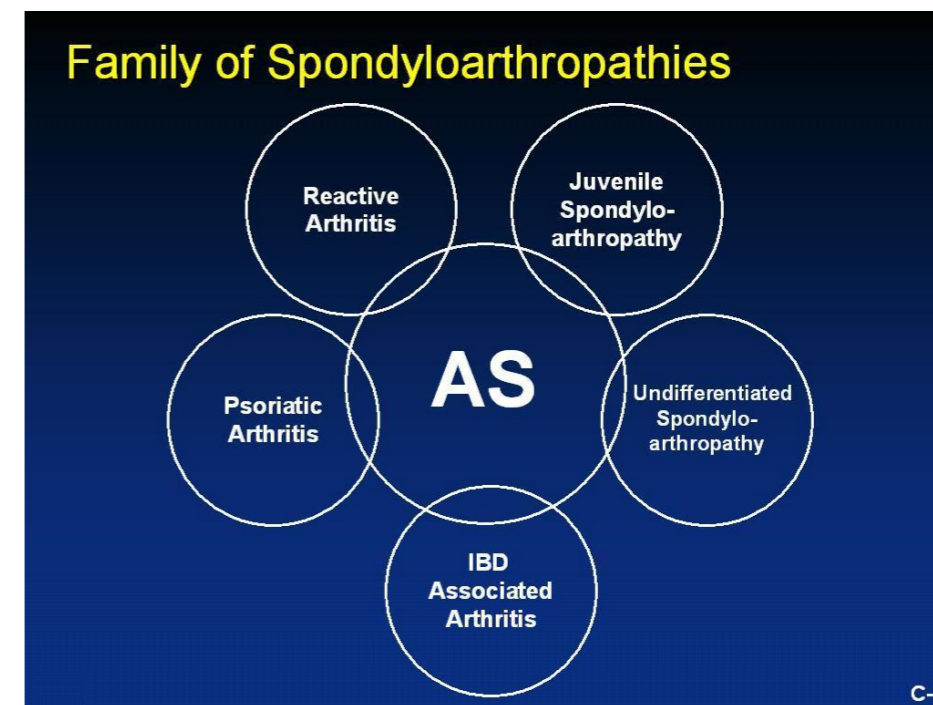 Family of Spondyloarthropathies
Reactive
Arthritis
Juvenile
Spondylo-
arthropathy
AS
Psoriatic
Arthritis
Undifferentiated
Spondylo-
arthropathy
IBD
Associated
Arthritis
C-